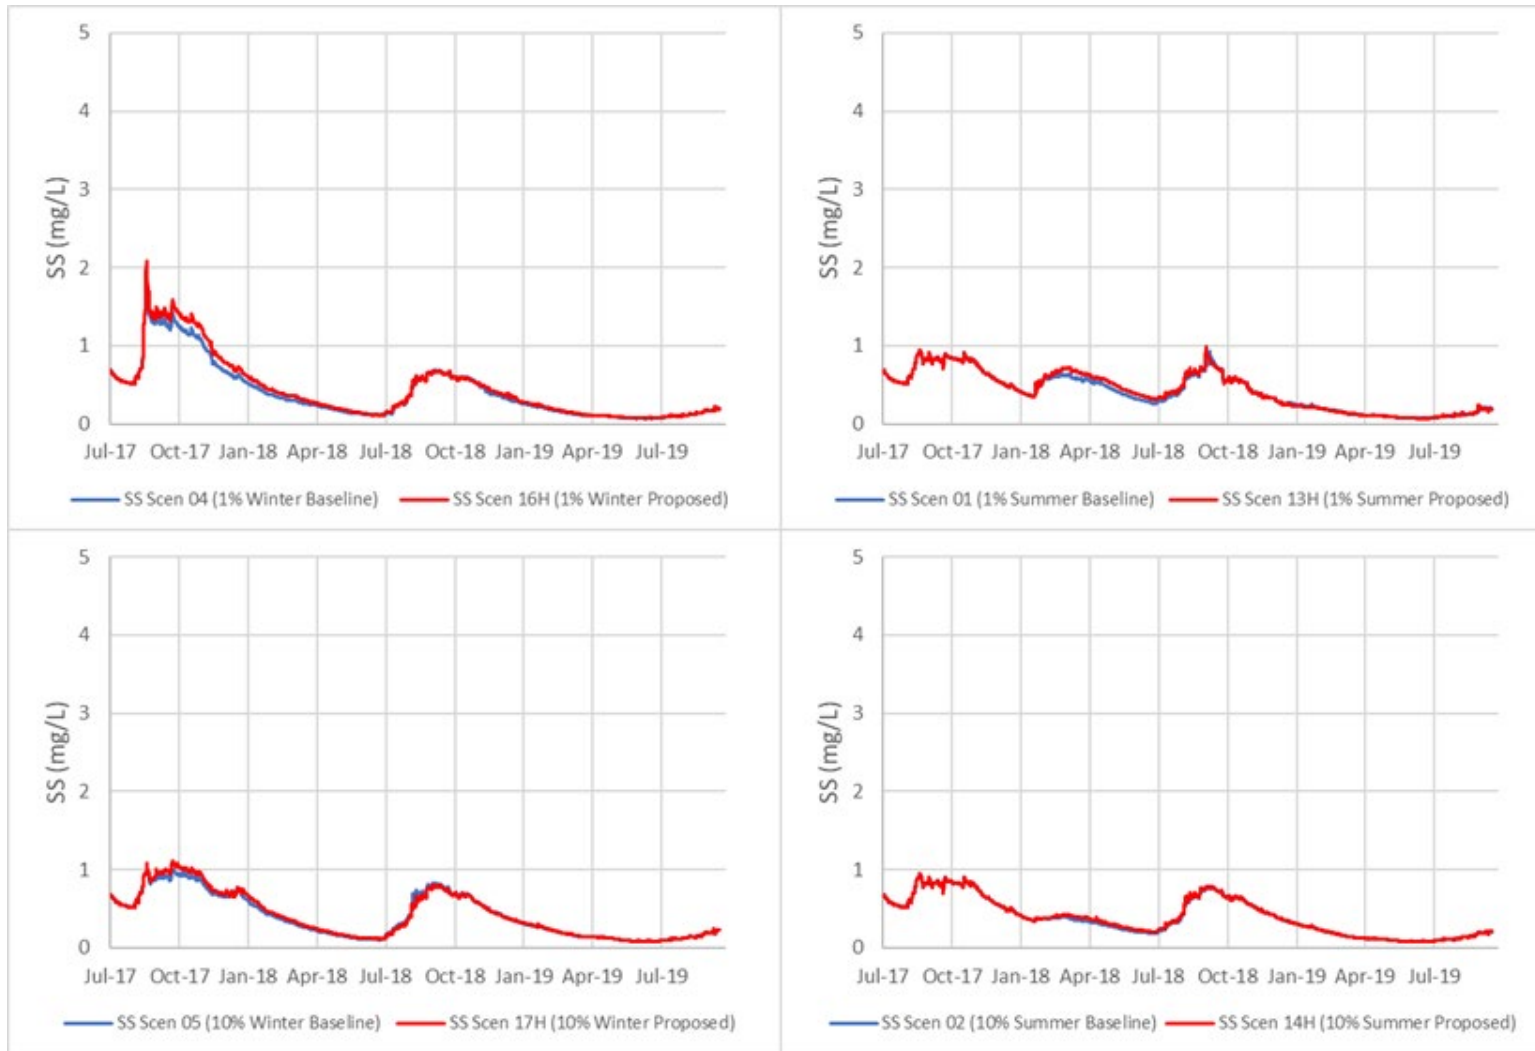 5
4
3
2
1
0
SS (mg/L)
Jul-17 Oct-17 Jan-18 Apr-18 Jul-18 Oct-18 Jan-19 Apr-19 Jul-19
SS Scen 04 (1% Winter Baseline) SS Scen 16H (1% Winter Proposed)
5
4
3
2
1
0
SS (mg/L)
Jul-17 Oct-17 Jan-18 Apr-18 Jul-18 Oct-18 Jan-19 Apr-19 Jul-19
SS Scen 01 (1% Summer Baseline) SS Scen 13H (1% Summer Proposed)
5
4
3
2
1
0
SS (mg/L)
Jul-17 Oct-17 Jan-18 Apr-18 Jul-18 Oct-18 Jan-19 Apr-19 Jul-19
SS Scen 05 (10% Winter Baseline) SS Scen 17H (10% Winter Proposed)
5
4
3
2
1
0
SS (mg/L)
Jul-17 Oct-17 Jan-18 Apr-18 Jul-18 Oct-18 Jan-19 Apr-19 Jul-19
SS Scen 02 (10% Summer Baseline) SS Scen 14H (10% Summer Proposed)